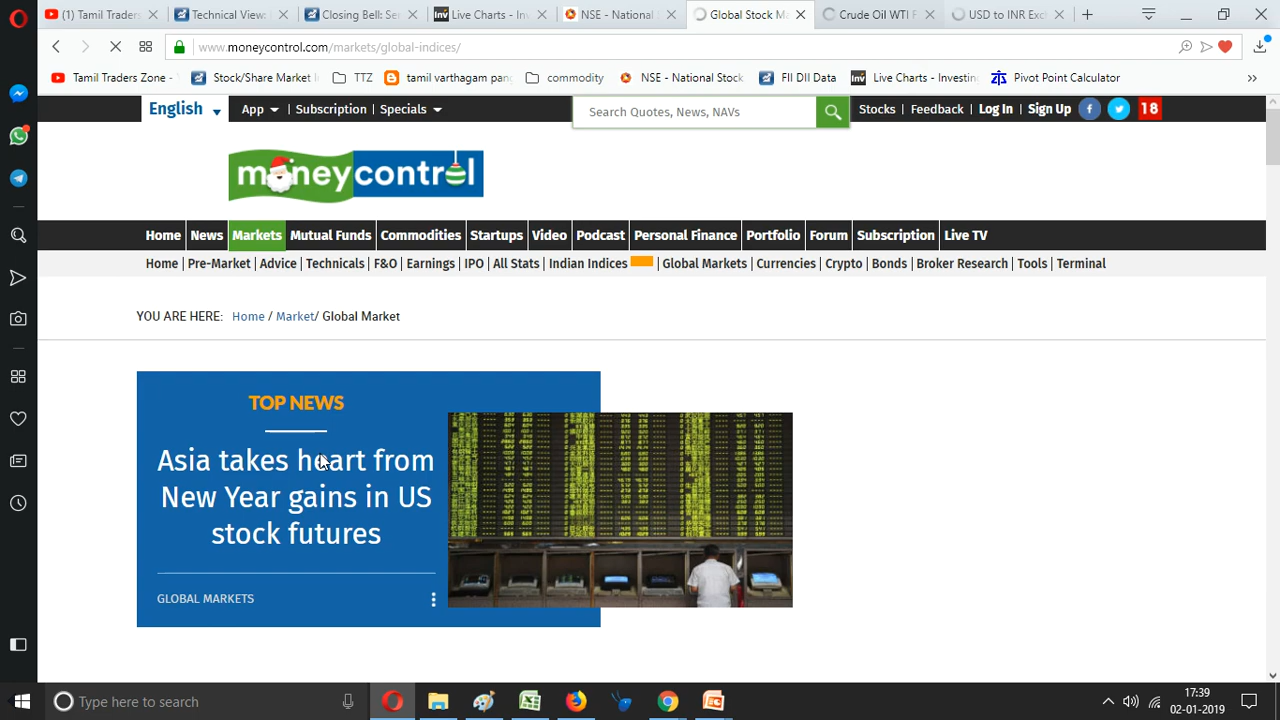 (1) Tamil Traders
Technical View:
Closing Bell: Se
Live Charts - Inv
NSE - National
Global Stock M
Crude Oil WTI F
USD to INR Exc
www.moneycontrol.com/markets/global-indices/
Tamil Traders Zone -
Stock/Share Market I
TTZ
tamil varthagam pan
commodity
NSE - National Stock
FII DII Data
Inv Live Charts - Investin
Pivot Point Calculator
English
App
Subscription
Specials
Search Quotes, News, NAVs
Stocks
Feedback
Log In
Sign Up
18
moneycontrol
Home News Markets Mutual Funds Commodities Startups Video Podcast Personal Finance Portfolio Forum Subscription Live TV
Home | Pre-Market | Advice | Technicals | F&O | Earnings | IPO | All Stats | Indian Indices | Global Markets | Currencies | Crypto | Bonds | Broker Research | Tools | Terminal
YOU ARE HERE: Home / Market/ Global Market
TOP NEWS
Asia takes heart from
New Year gains in US
stock futures
GLOBAL MARKETS
Type here to search
17:39
02-01-2019